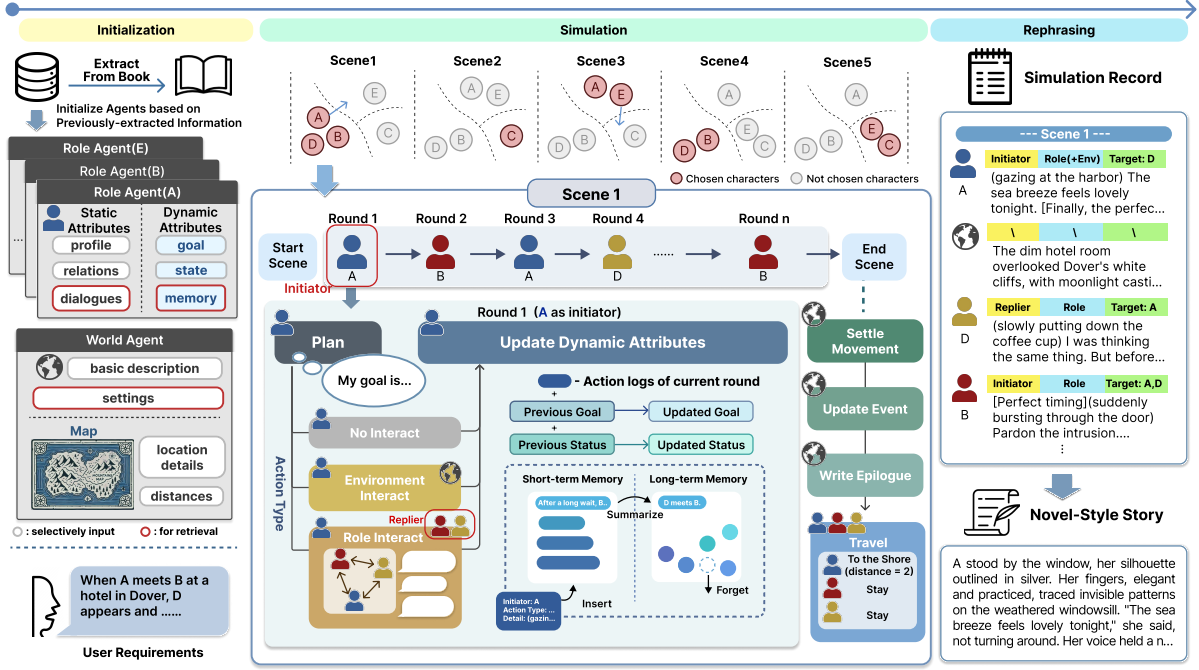 Initialization
Extract
From Book
Initialize Agents based on
Previously-extracted Information
Role Agent(E)
Role Agent(B)
Role Agent(A)
...
Static
Attributes
profile
relations
dialogues
Dynamic
Attributes
goal
state
memory
World Agent
basic description
settings
Map
location
details
distances
: selectively input
: for retrieval
When A meets B at a
hotel in Dover, D
appears and ......
User Requirements
Simulation
Scene1
Scene2
Scene3
Scene4
Scene5
A
E
B
D
C
A
E
B
D
C
A
E
B
D
C
A
E
B
D
C
A
E
B
D
C
Chosen characters
Not chosen characters
Scene 1
Start
Scene
Round 1
Round 2
Round 3
Round 4
Round n
A
B
A
D
......
B
End
Scene
Initiator
Round 1 (A as initiator)
Plan
My goal is...
Update Dynamic Attributes
Action Type
No Interact
Environment
Interact
Replier
Role Interact
- Action logs of current round
+
Previous Goal
Updated Goal
+
Previous Status
Updated Status
Short-term Memory
Long-term Memory
After a long wait, B..
D meets B.
Summarize
Insert
Forget
Initiator: A
Action Type: ...
Detail: (gazin...
Settle
Movement
Update Event
Write Epilogue
Travel
To the Shore
(distance = 2)
Stay
Stay
Rephrasing
Simulation Record
--- Scene 1 ---
Initiator
Role(+Env)
Target: D
A
(gazing at the harbor) The
sea breeze feels lovely
tonight. [Finally, the perfec...
\
\
\
The dim hotel room
overlooked Dover's white
cliffs, with moonlight casti...
Replier
Role
Target: A
D
(slowly putting down the
coffee cup) I was thinking
the same thing. But before...
Initiator
Role
Target: A,D
B
[Perfect timing](suddenly
bursting through the door)
Pardon the intrusion....
⋮
Novel-Style Story
A stood by the window, her silhouette
outlined in silver. Her fingers, elegant
and practiced, traced invisible patterns
on the weathered windowsill. "The sea
breeze feels lovely tonight," she said,
not turning around. Her voice held a n...